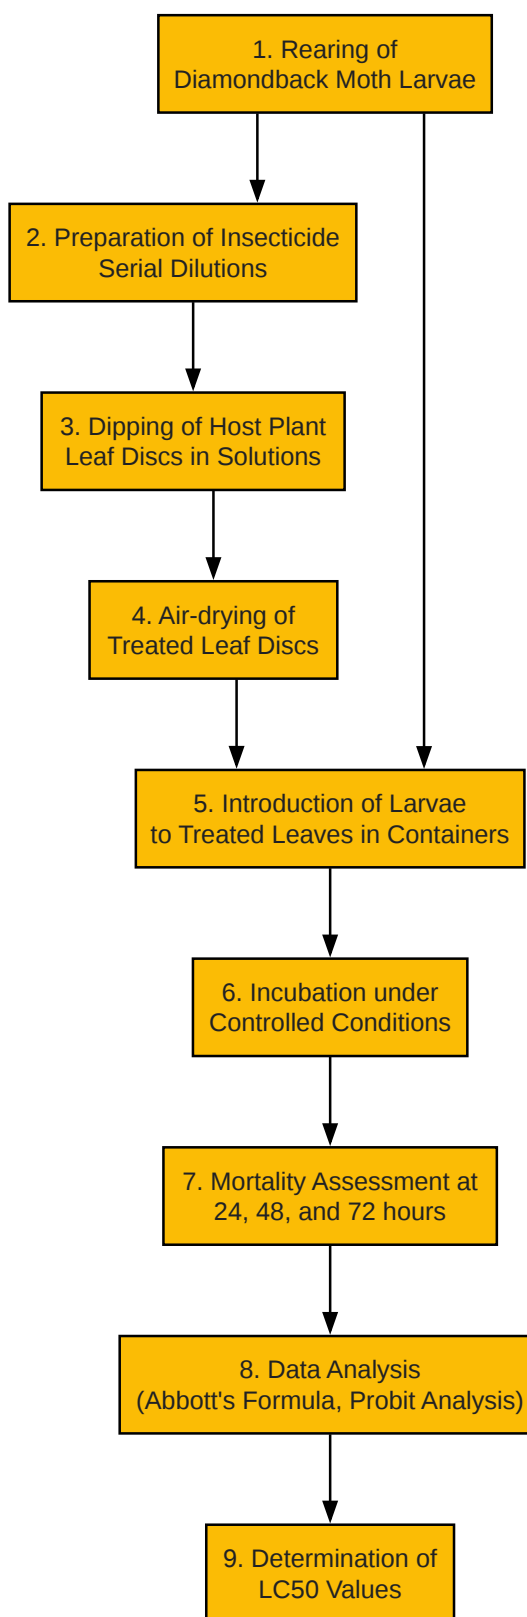 1. Rearing of
Diamondback Moth Larvae
2. Preparation of Insecticide
Serial Dilutions
3. Dipping of Host Plant
Leaf Discs in Solutions
4. Air-drying of
Treated Leaf Discs
5. Introduction of Larvae
to Treated Leaves in Containers
6. Incubation under
Controlled Conditions
7. Mortality Assessment at
24, 48, and 72 hours
8. Data Analysis
(Abbott's Formula, Probit Analysis)
9. Determination of
LC50 Values